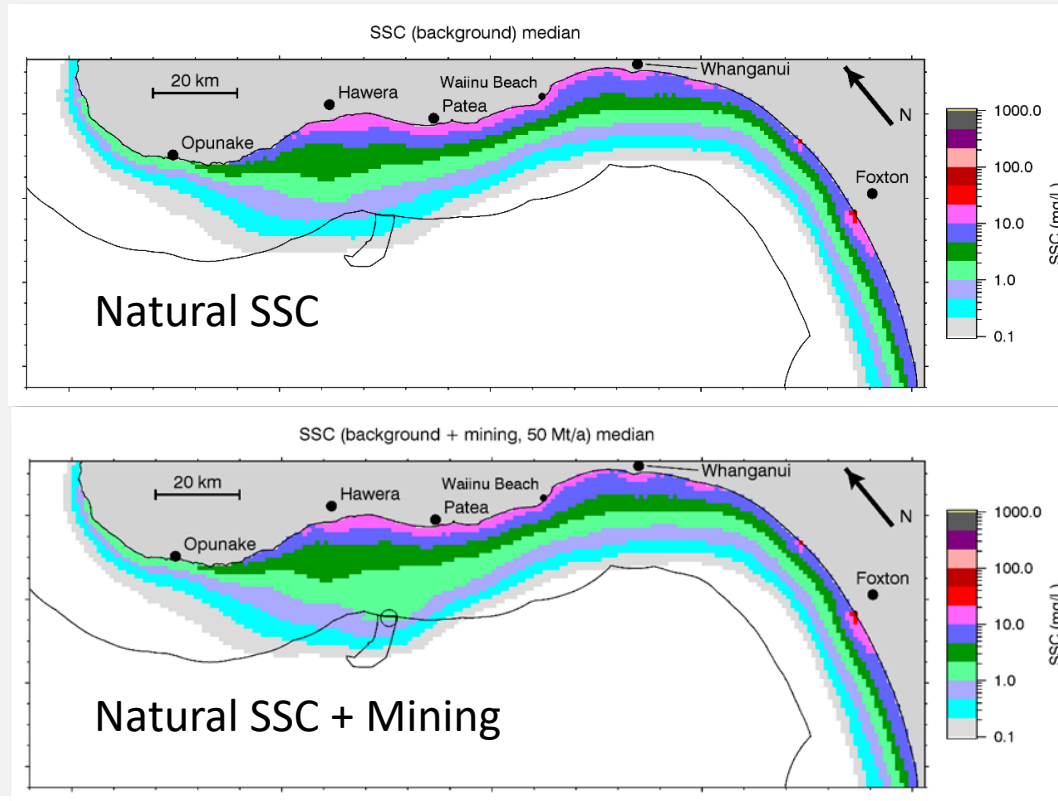 SSC (background) median
20 km
Whanganui
Waiinu Beach
Hawera
Patea
N
Opunake
Foxton
1000.0
100.0
10.0
1.0
0.1
SSC (mg/L)
Natural SSC
SSC (background + mining, 50 Mt/a) median
20 km
Whanganui
Waiinu Beach
Hawera
Patea
N
Opunake
Foxton
1000.0
100.0
10.0
1.0
0.1
SSC (mg/L)
Natural SSC + Mining